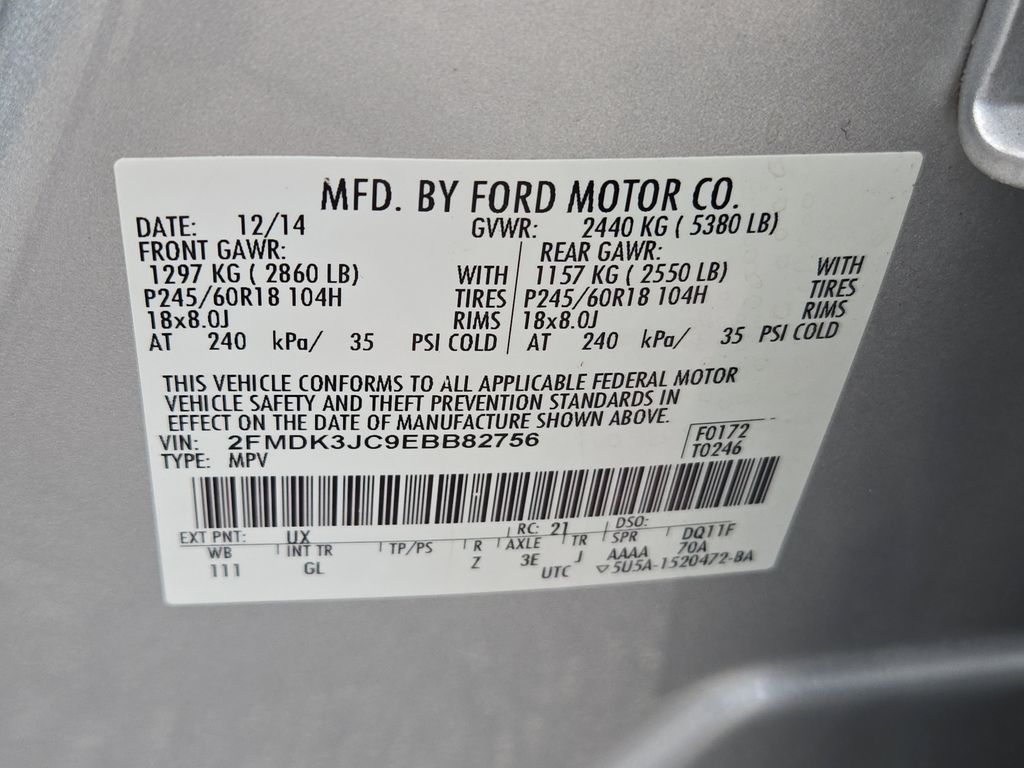 MFD. BY FORD MOTOR CO.
DATE: 12/14 GVWR: 2440 KG ( 5380 LB)
FRONT GAWR: REAR GAWR:
1297 KG ( 2860 LB) WITH 1157 KG ( 2550 LB) WITH
P245/60R18 104H TIRES P245/60R18 104H TIRES
18x8.0J RIMS 18x8.0J RIMS
AT 240 kPa/ 35 PSI COLD AT 240 kPa/ 35 PSI COLD
THIS VEHICLE CONFORMS TO ALL APPLICABLE FEDERAL MOTOR
VEHICLE SAFETY AND THEFT PREVENTION STANDARDS IN
EFFECT ON THE DATE OF MANUFACTURE SHOWN ABOVE.
VIN: 2FMDK3JC9EBB82756 F0172
TYPE: MPV T0246
EXT PNT: UX RC: 21 DSO:
WB INT TR TP/PS R AXLE TR SPR DQ11F
111 GL Z 3E J AAAA 70A
UTC ▽5U5A-1520472-BA